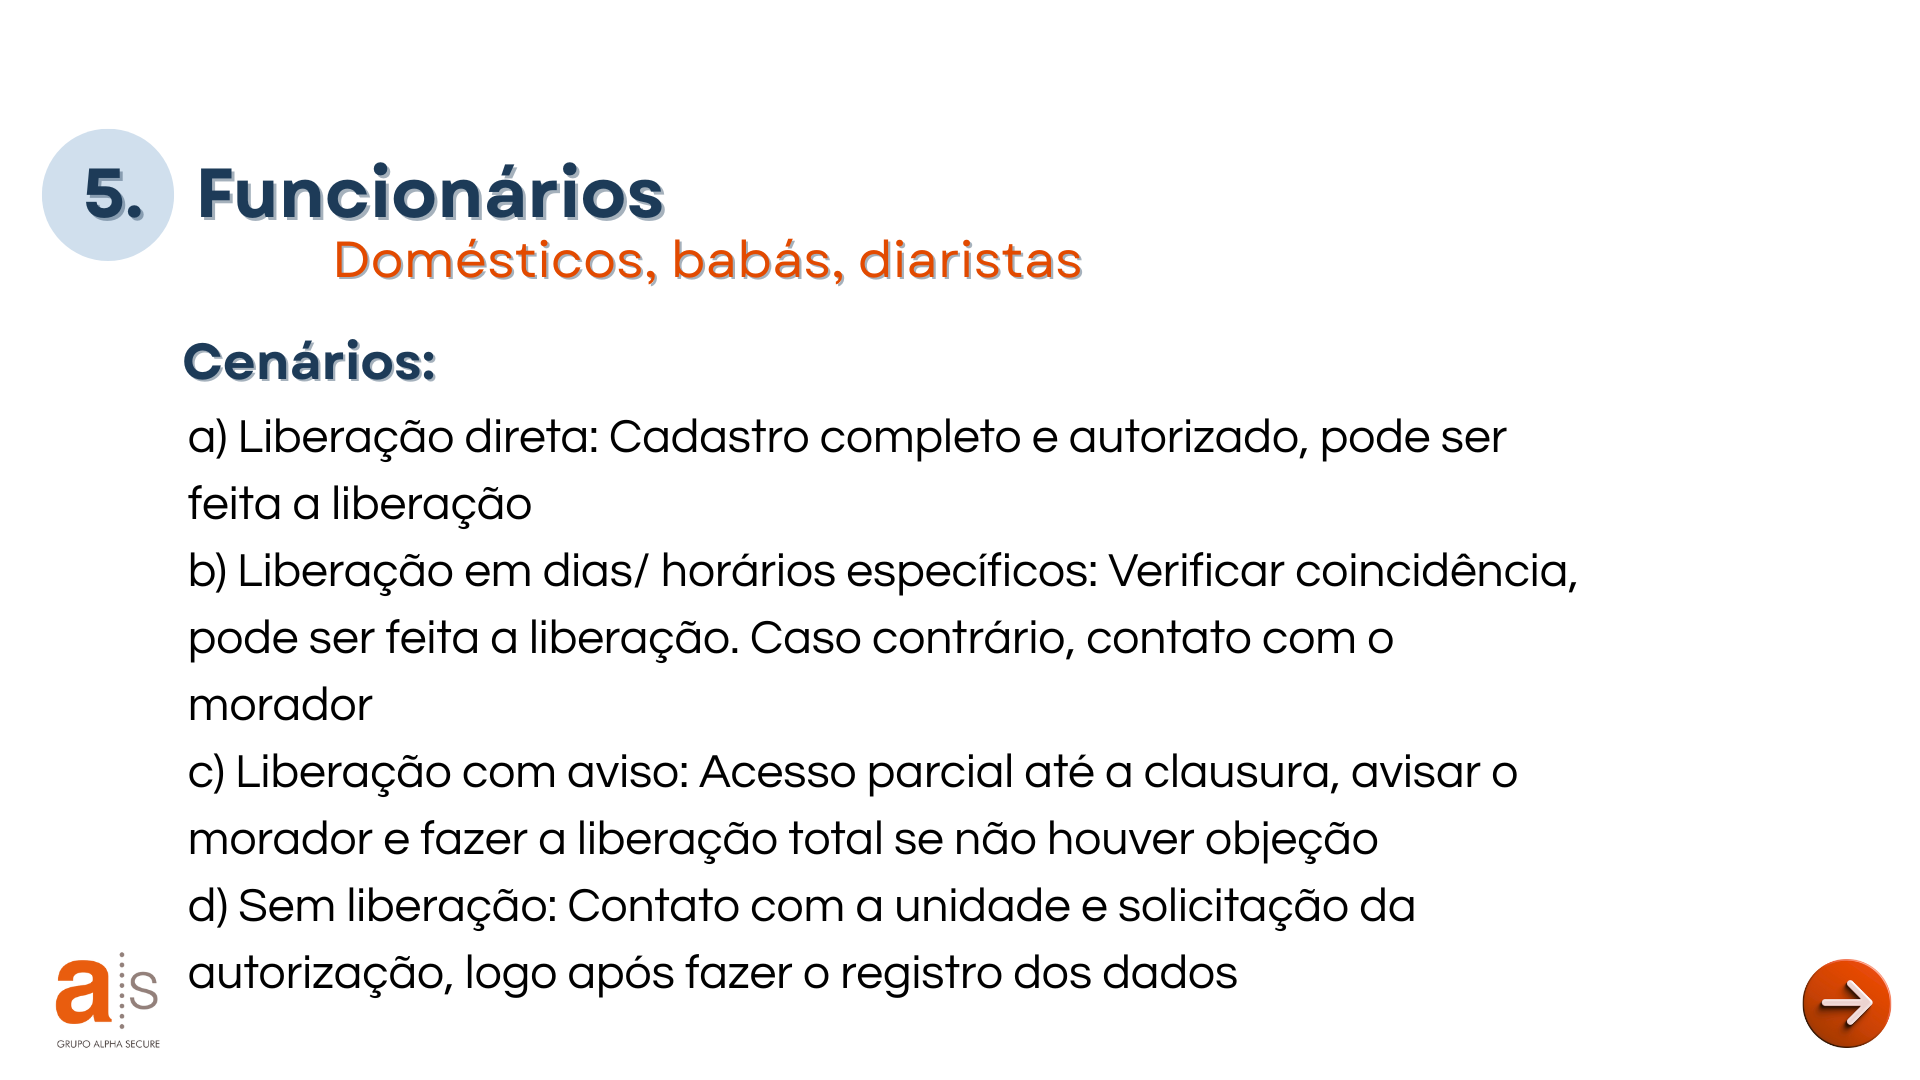 5. Funcionários
Domésticos, babás, diaristas
Cenários:
a) Liberação direta: Cadastro completo e autorizado, pode ser
feita a liberação
b) Liberação em dias/ horários específicos: Verificar coincidência,
pode ser feita a liberação. Caso contrário, contato com o
morador
c) Liberação com aviso: Acesso parcial até a clausura, avisar o
morador e fazer a liberação total se não houver objeção
d) Sem liberação: Contato com a unidade e solicitação da
autorização, logo após fazer o registro dos dados
a s
GRUPO ALPHA SECURE